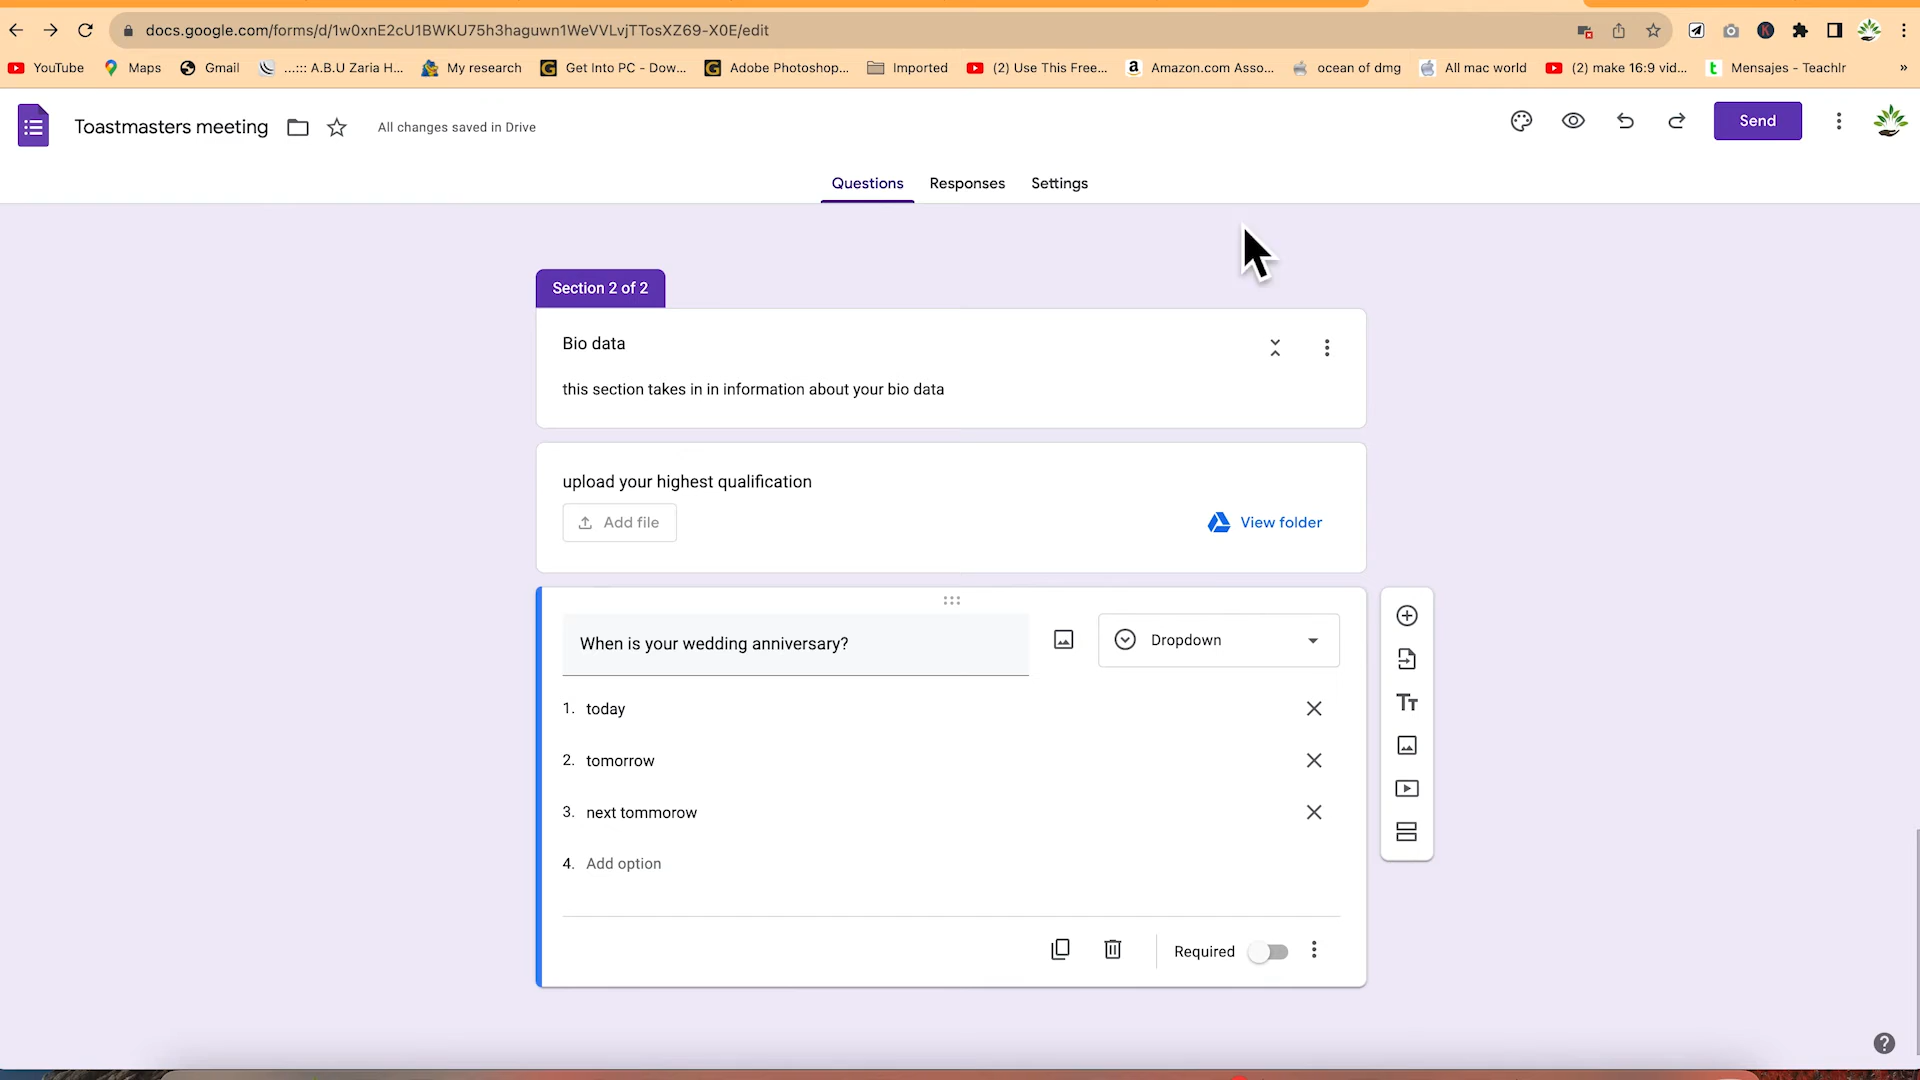 docs.google.com/forms/d/1w0xnE2cU1BWKU75h3haguwn1WeVVLvjTTosXZ69-X0E/edit
YouTube Maps Gmail ...::: A.B.U Zaria H... My research Get Into PC - Dow... Adobe Photoshop... Imported (2) Use This Free... Amazon.com Asso... ocean of dmg All mac world (2) make 16:9 vid... Mensajes - Teachlr »
Toastmasters meeting All changes saved in Drive Send
Questions Responses Settings
Section 2 of 2
Bio data
this section takes in in information about your bio data
upload your highest qualification
Add file View folder
When is your wedding anniversary? Dropdown
1. today
2. tomorrow
3. next tommorow
4. Add option
Required